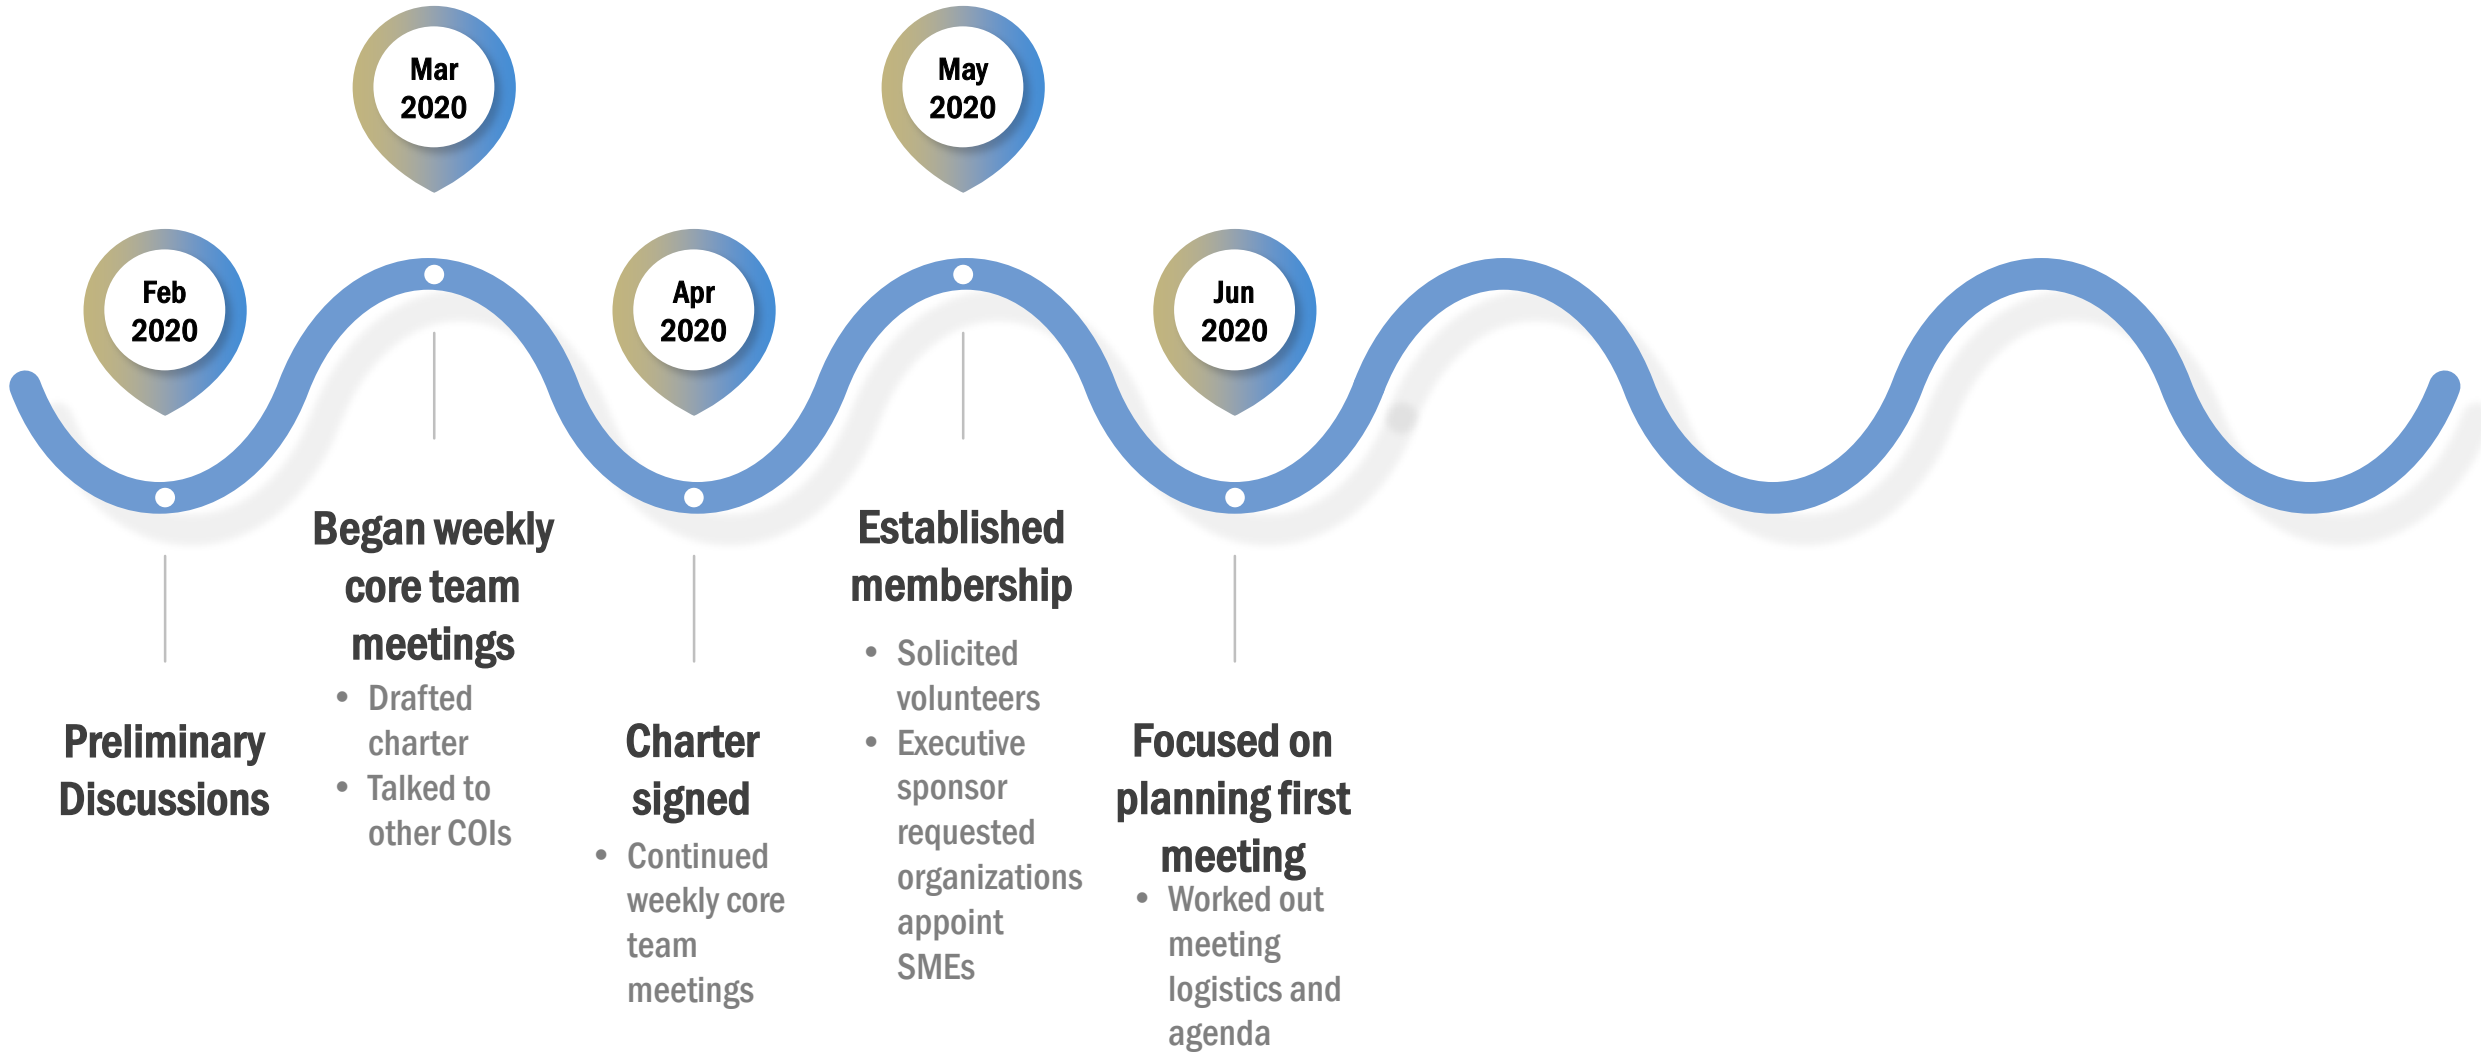 Feb
2020
Preliminary
Discussions
Mar
2020
Began weekly
core team
meetings
• Drafted
charter
• Talked to
other COIs
Apr
2020
Charter
signed
• Continued
weekly core
team
meetings
May
2020
Established
membership
• Solicited
volunteers
• Executive
sponsor
requested
organizations
appoint
SMEs
Jun
2020
Focused on
planning first
meeting
• Worked out
meeting
logistics and
agenda